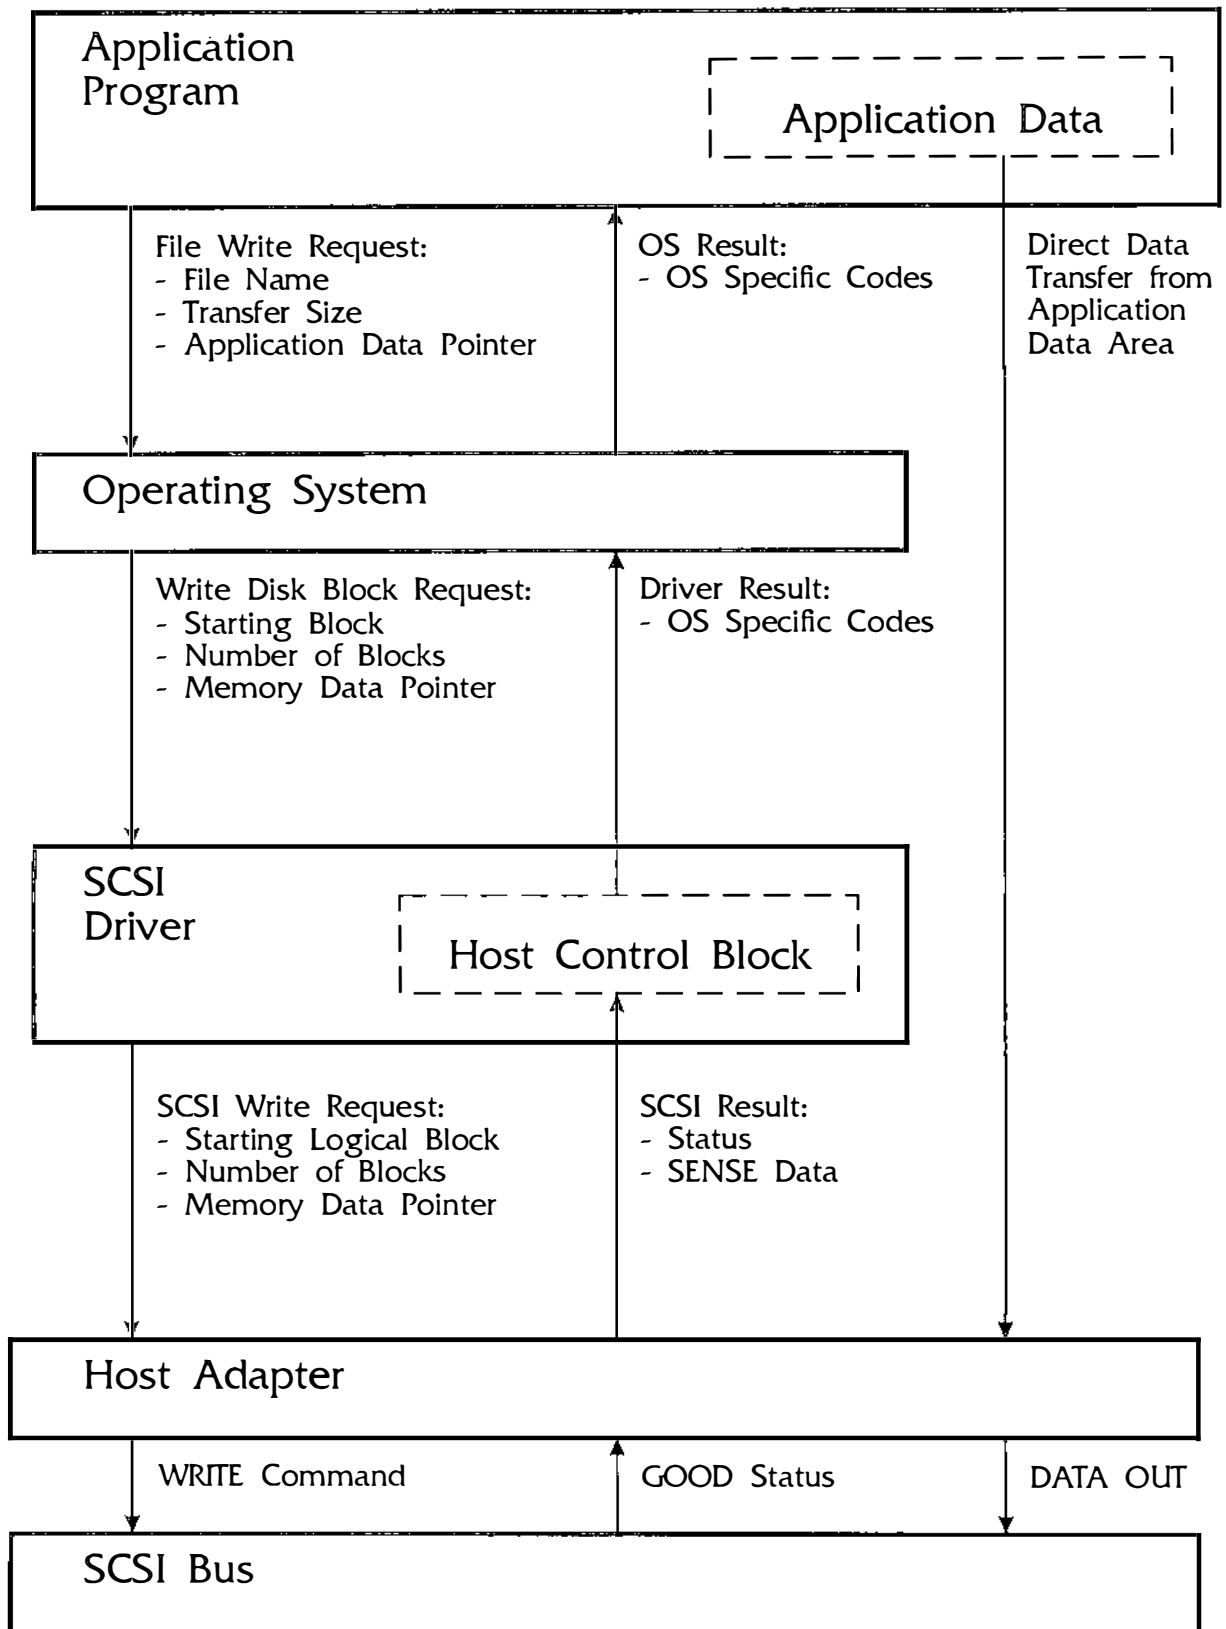 Application
Program
Application Data
File Write Request:
- File Name
- Transfer Size
- Application Data Pointer
OS Result:
- OS Specific Codes
Direct Data
Transfer from
Application
Data Area
Operating System
Write Disk Block Request:
- Starting Block
- Number of Blocks
- Memory Data Pointer
Driver Result:
- OS Specific Codes
SCSI
Driver
Host Control Block
SCSI Write Request:
- Starting Logical Block
- Number of Blocks
- Memory Data Pointer
SCSI Result:
- Status
- SENSE Data
Host Adapter
WRITE Command
GOOD Status
DATA OUT
SCSI Bus